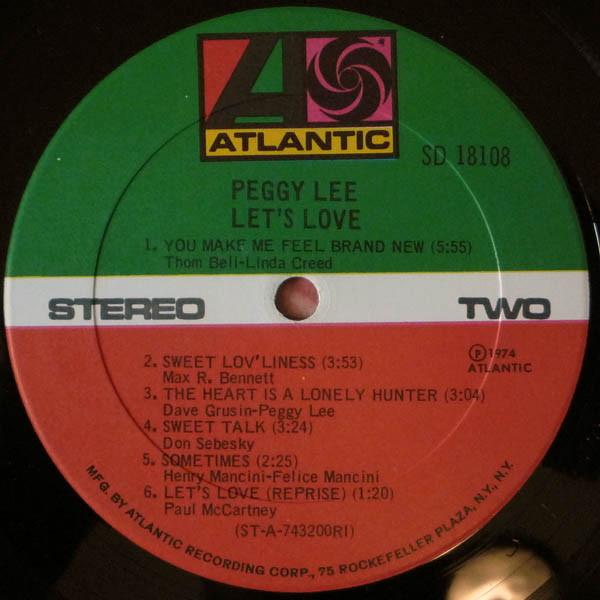 ATLANTIC
SD 18108
PEGGY LEE
LET'S LOVE
1. YOU MAKE ME FEEL BRAND NEW (5:55)
Thom Bell-Linda Creed
STEREO TWO
2. SWEET LOV'LINESS (3:53)
Max R. Bennett
℗1974
ATLANTIC
3. THE HEART IS A LONELY HUNTER (3:04)
Dave Grusin-Peggy Lee
4. SWEET TALK (3:24)
Don Sebesky
5. SOMETIMES (2:25)
Henry Mancini-Felice Mancini
6. LET'S LOVE (REPRISE) (1:20)
Paul McCartney
(ST-A-743200RI)
MFG. BY ATLANTIC RECORDING CORP., 75 ROCKEFELLER PLAZA, N.Y., N.Y.